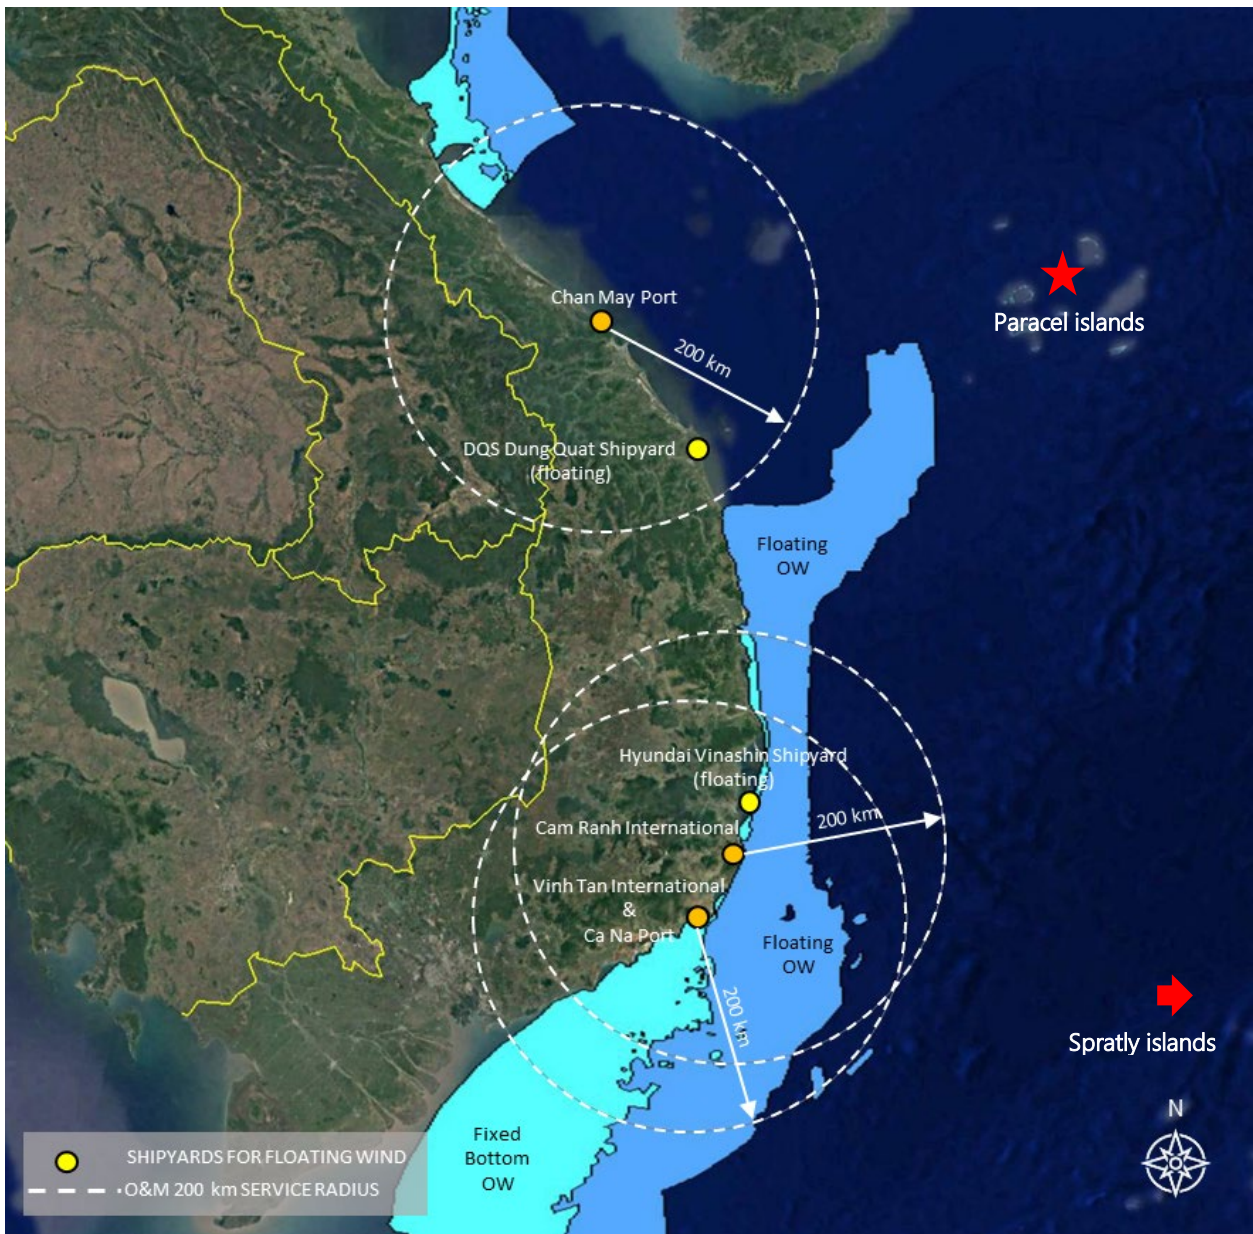 Chan May Port
200 km
Paracel islands
DQS Dung Quat Shipyard
(floating)
Floating
OW
Hyundai Vinashin Shipyard
(floating)
Cam Ranh International
200 km
Vinh Tan International
&
Ca Na Port
Floating
OW
200 km
Spratly islands
N
Fixed
Bottom
OW
SHIPYARDS FOR FLOATING WIND
O&M 200 km SERVICE RADIUS